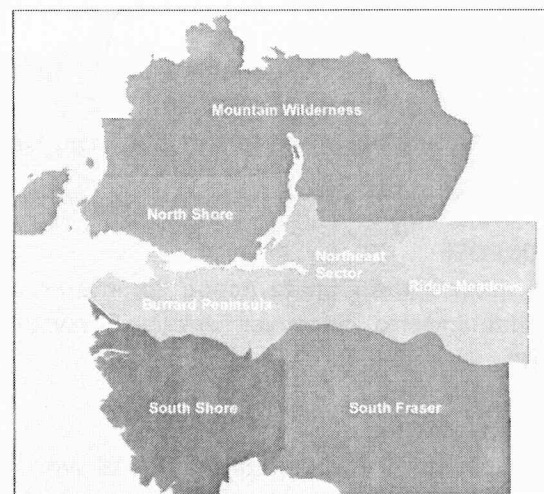 Mountain Wilderness
North Shore
Northeast
Sector
Ridge-Meadows
Burrard Peninsula
South Shore
South Fraser